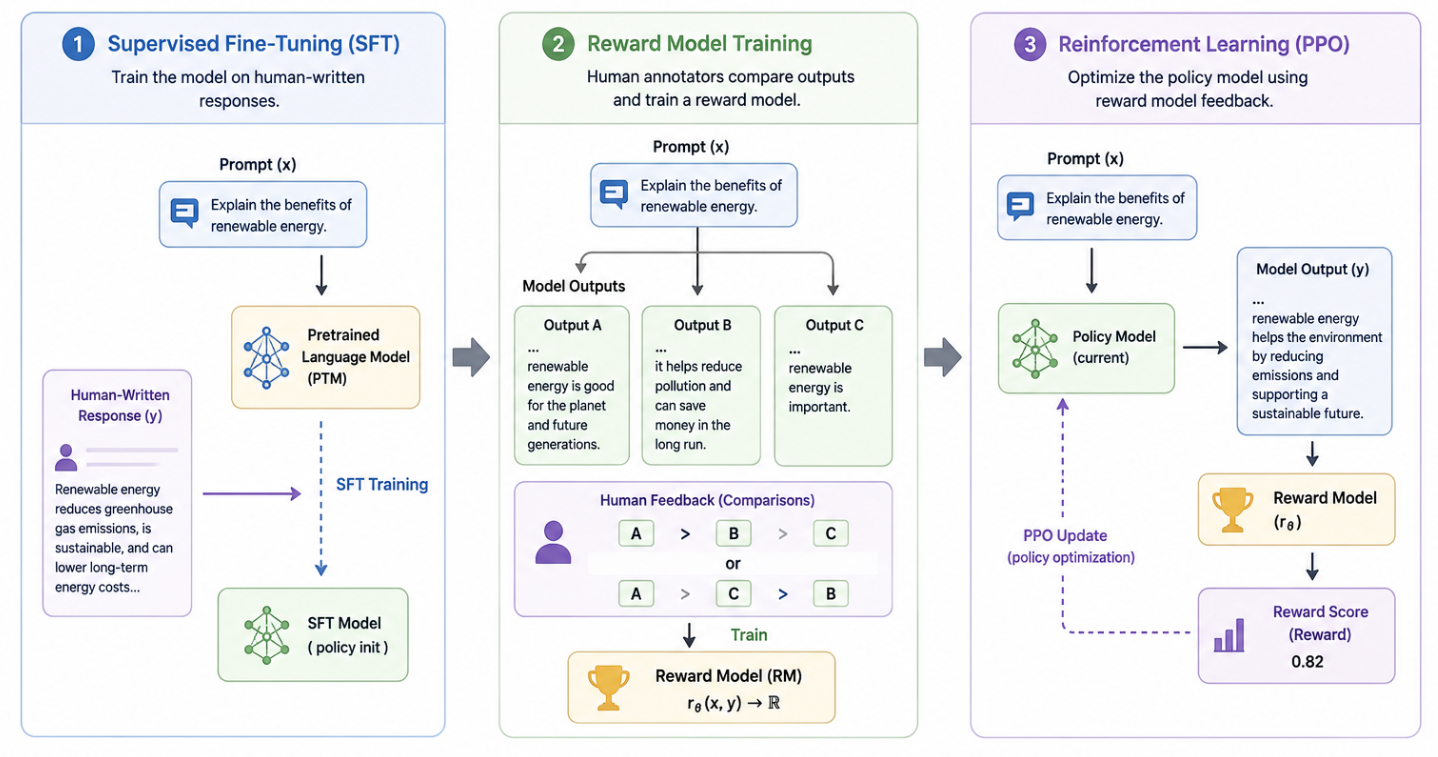 1 Supervised Fine-Tuning (SFT)
Train the model on human-written
responses.
Prompt (x)
Explain the benefits of
renewable energy.
Pretrained
Language Model
(PTM)
Human-Written
Response (y)
Renewable energy
reduces greenhouse
gas emissions, is
sustainable, and can
lower long-term
energy costs...
SFT Training
SFT Model
( policy init )
2 Reward Model Training
Human annotators compare outputs
and train a reward model.
Prompt (x)
Explain the benefits of
renewable energy.
Model Outputs
Output A
...
renewable
energy is good
for the planet
and future
generations.
Output B
...
it helps reduce
pollution and
can save
money in the
long run.
Output C
...
renewable
energy is
important.
Human Feedback (Comparisons)
A > B > C
or
A > C > B
Train
Reward Model (RM)
rθ (x, y) → ℝ
3 Reinforcement Learning (PPO)
Optimize the policy model using
reward model feedback.
Prompt (x)
Explain the benefits of
renewable energy.
Policy Model
(current)
Model Output (y)
...
renewable energy
helps the environment
by reducing
emissions and
supporting a
sustainable future.
Reward Model
(rθ)
PPO Update
(policy optimization)
Reward Score
(Reward)
0.82